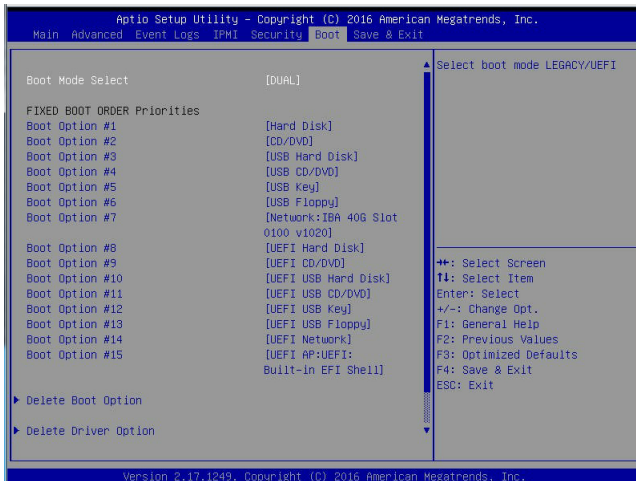 Aptio Setup Utility – Copyright (C) 2016 American Megatrends, Inc.
Main Advanced Event Logs IPMI Security Boot Save & Exit
Boot Mode Select [DUAL]
FIXED BOOT ORDER Priorities
Boot Option #1 [Hard Disk]
Boot Option #2 [CD/DVD]
Boot Option #3 [USB Hard Disk]
Boot Option #4 [USB CD/DVD]
Boot Option #5 [USB Key]
Boot Option #6 [USB Floppy]
Boot Option #7 [Network:IBA 40G Slot
0100 v1020]
Boot Option #8 [UEFI Hard Disk]
Boot Option #9 [UEFI CD/DVD]
Boot Option #10 [UEFI USB Hard Disk]
Boot Option #11 [UEFI USB CD/DVD]
Boot Option #12 [UEFI USB Key]
Boot Option #13 [UEFI USB Floppy]
Boot Option #14 [UEFI Network]
Boot Option #15 [UEFI AP:UEFI:
Built-in EFI Shell]
Delete Boot Option
Delete Driver Option
Select boot mode LEGACY/UEFI
→←: Select Screen
↑↓: Select Item
Enter: Select
+/-: Change Opt.
F1: General Help
F2: Previous Values
F3: Optimized Defaults
F4: Save & Exit
ESC: Exit
Version 2.17.1249. Copyright (C) 2016 American Megatrends, Inc.